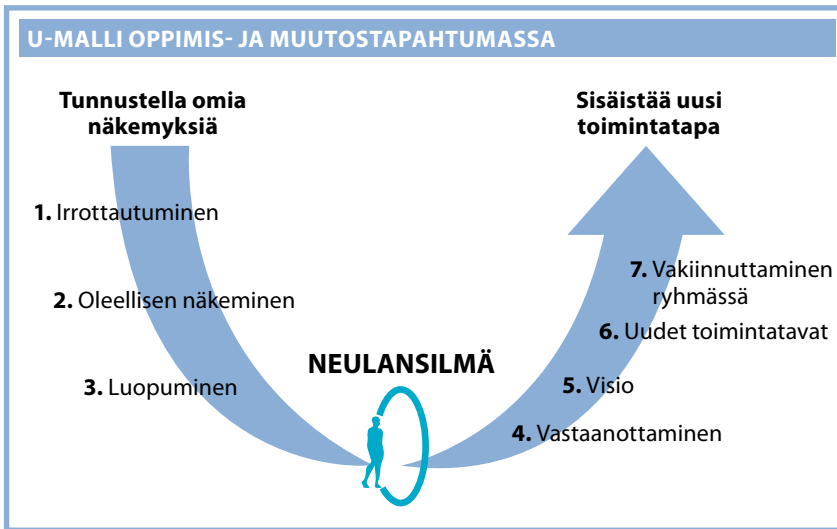 U-MALLI OPPIMIS- JA MUUTOSTAPAHTUMASSA
Tunnustella omia
näkemyksiä
1. Irrottautuminen
2. Oleellisen näkeminen
3. Luopuminen
NEULANSILMÄ
4. Vastaanottaminen
5. Visio
6. Uudet toimintatavat
7. Vakiinnuttaminen
ryhmässä
Sisäistää uusi
toimintatapa